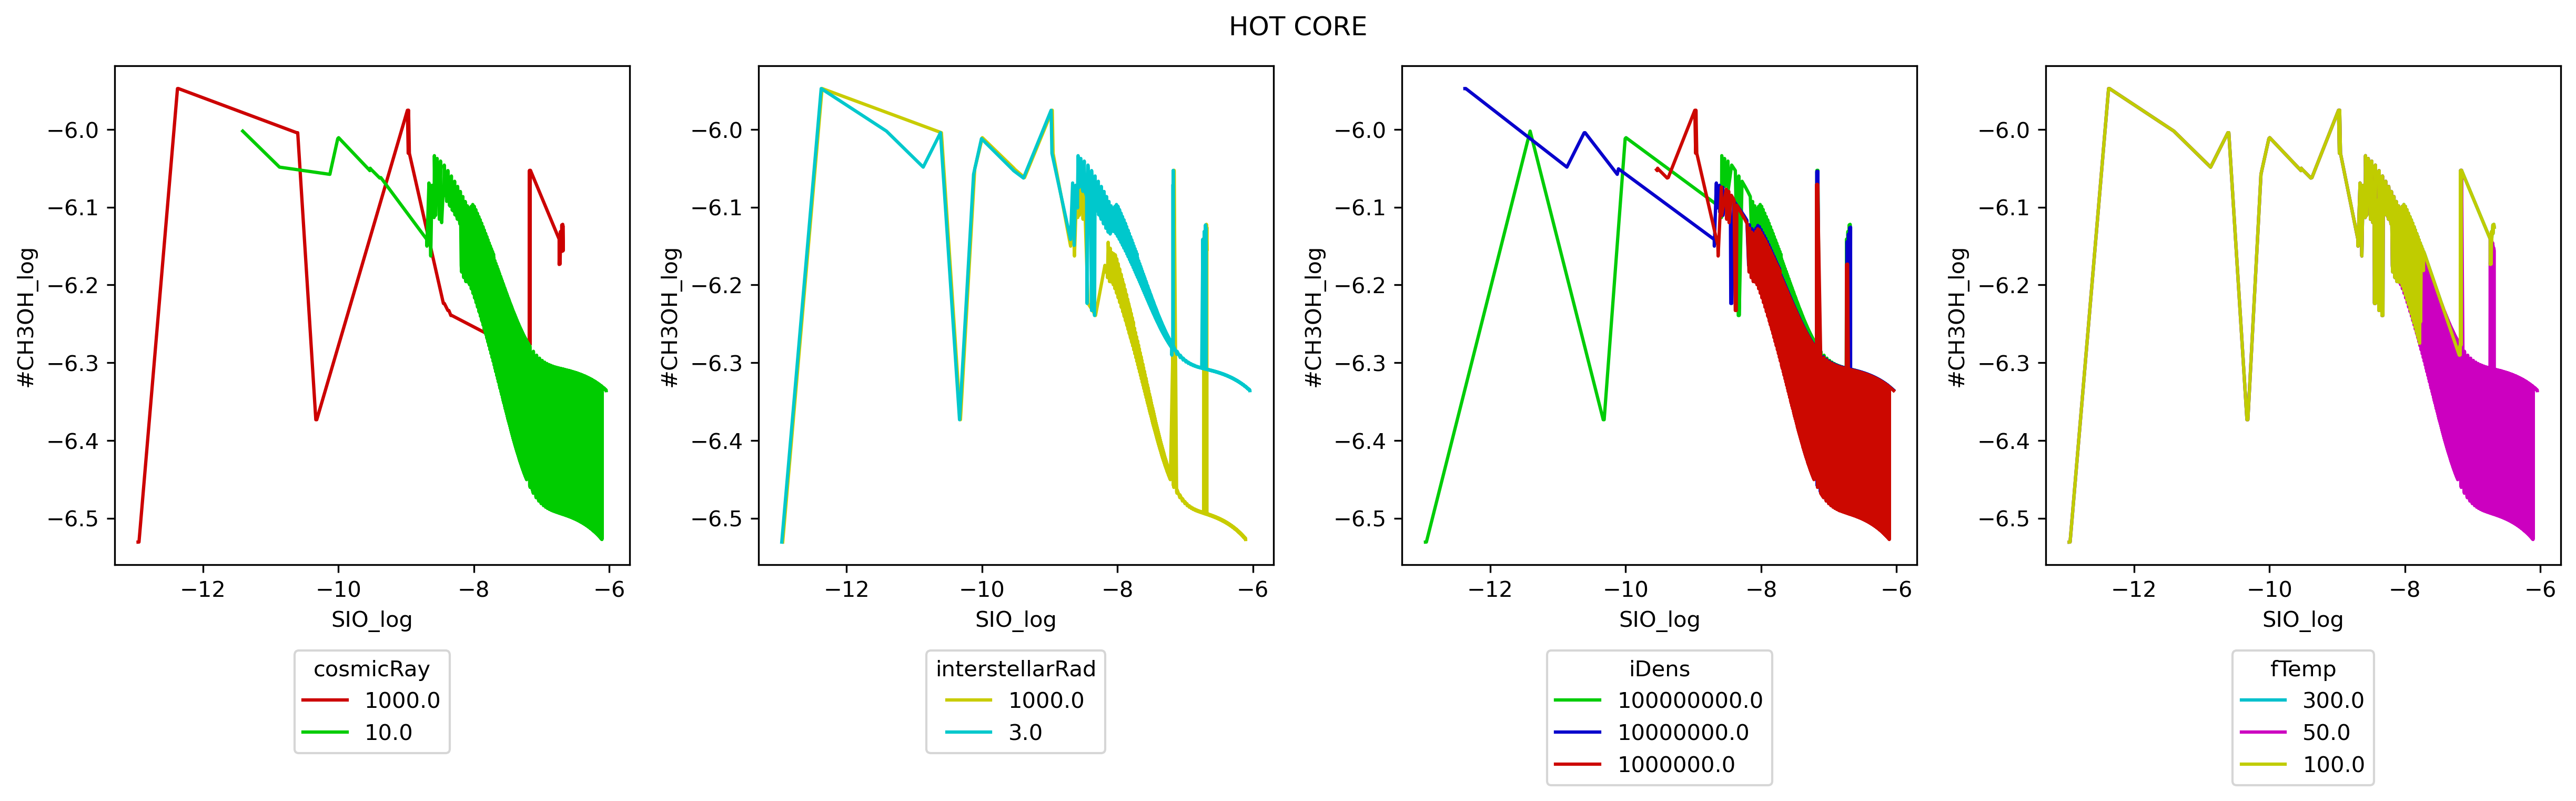 HOT CORE
#CH3OH_log
−6.0
−6.1
−6.2
−6.3
−6.4
−6.5
−12 −10 −8 −6
SIO_log
cosmicRay
1000.0
10.0
#CH3OH_log
−6.0
−6.1
−6.2
−6.3
−6.4
−6.5
−12 −10 −8 −6
SIO_log
interstellarRad
1000.0
3.0
#CH3OH_log
−6.0
−6.1
−6.2
−6.3
−6.4
−6.5
−12 −10 −8 −6
SIO_log
iDens
100000000.0
10000000.0
1000000.0
#CH3OH_log
−6.0
−6.1
−6.2
−6.3
−6.4
−6.5
−12 −10 −8 −6
SIO_log
fTemp
300.0
50.0
100.0